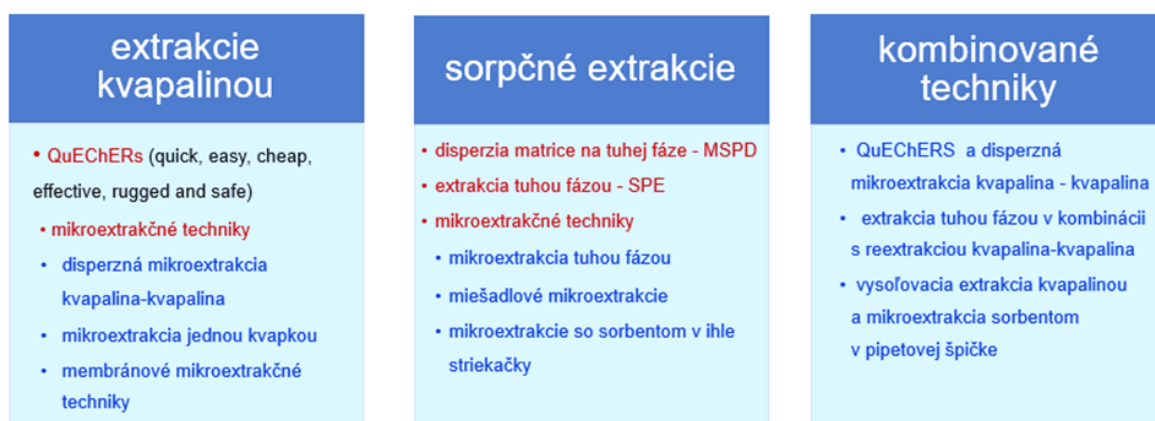 extrakcie
kvapalinou
• QuEChERs (quick, easy, cheap,
effective, rugged and safe)
• mikroextrakčné techniky
• disperzná mikroextrakcia
kvapalina-kvapalina
• mikroextrakcia jednou kvapkou
• membránové mikroextrakčné
techniky
sorpčné extrakcie
• disperzia matrice na tuhej fáze - MSPD
• extrakcia tuhou fázou - SPE
• mikroextrakčné techniky
• mikroextrakcia tuhou fázou
• miešadlové mikroextrakcie
• mikroextrakcie so sorbentom v ihle
striekačky
kombinované
techniky
• QuEChERS a disperzná
mikroextrakcia kvapalina - kvapalina
• extrakcia tuhou fázou v kombinácii
s reextrakciou kvapalina-kvapalina
• vysoľovacia extrakcia kvapalinou
a mikroextrakcia sorbentom
v pipetovej špičke